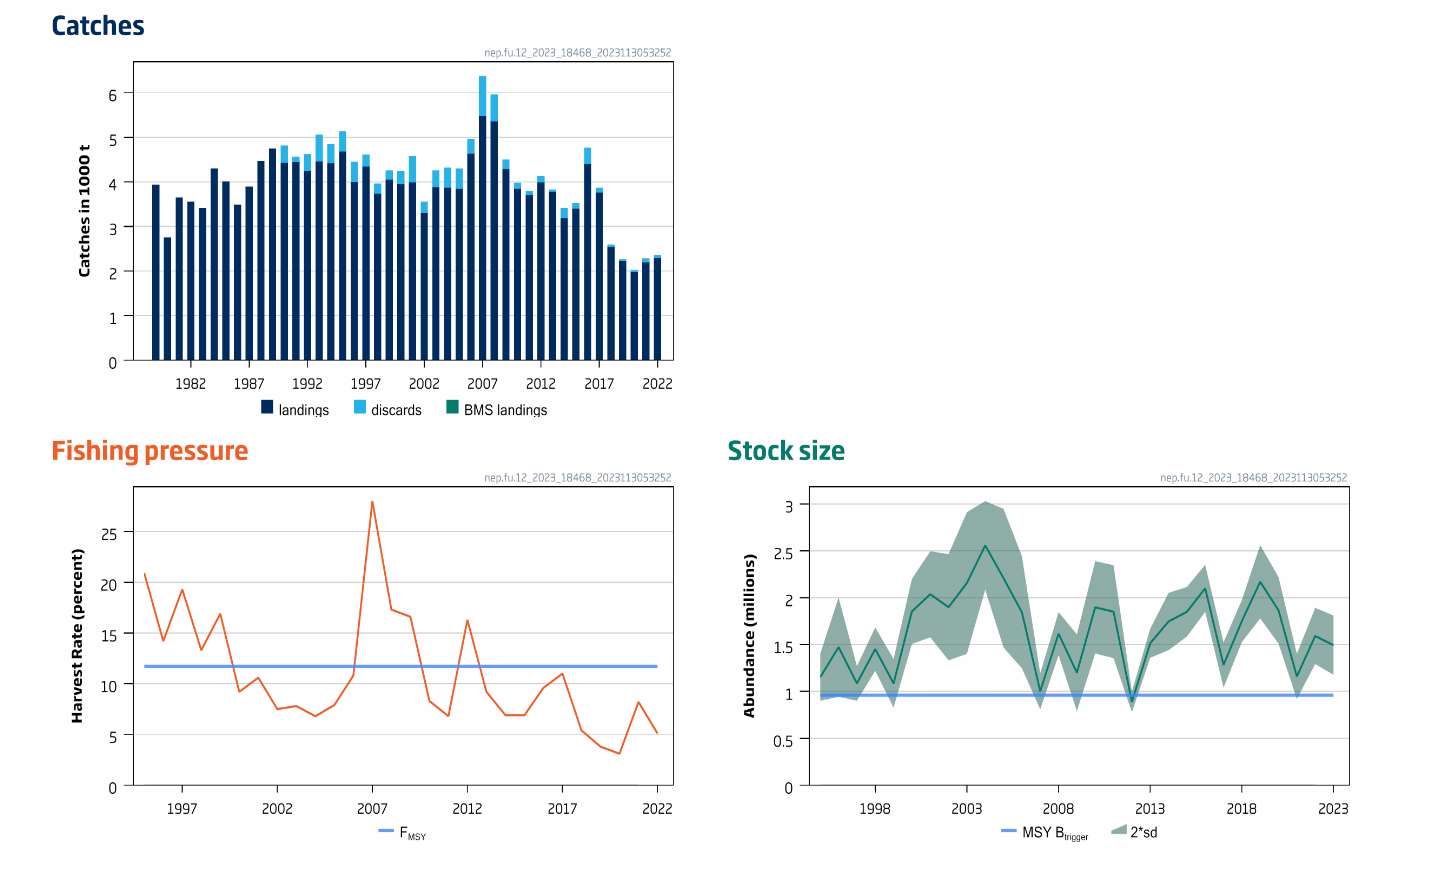 Catches
nep.fu.12_2023_18468_2023113053252
Catches in 1000 t
6
5
4
3
2
1
0
1982 1987 1992 1997 2002 2007 2012 2017 2022
landings discards BMS landings
Fishing pressure
nep.fu.12_2023_18468_2023113053252
Harvest Rate (percent)
25
20
15
10
5
0
1997 2002 2007 2012 2017 2022
FMSY
Stock size
nep.fu.12_2023_18468_2023113053252
Abundance (millions)
3
2.5
2
1.5
1
0.5
0
1998 2003 2008 2013 2018 2023
MSY Btrigger 2*sd